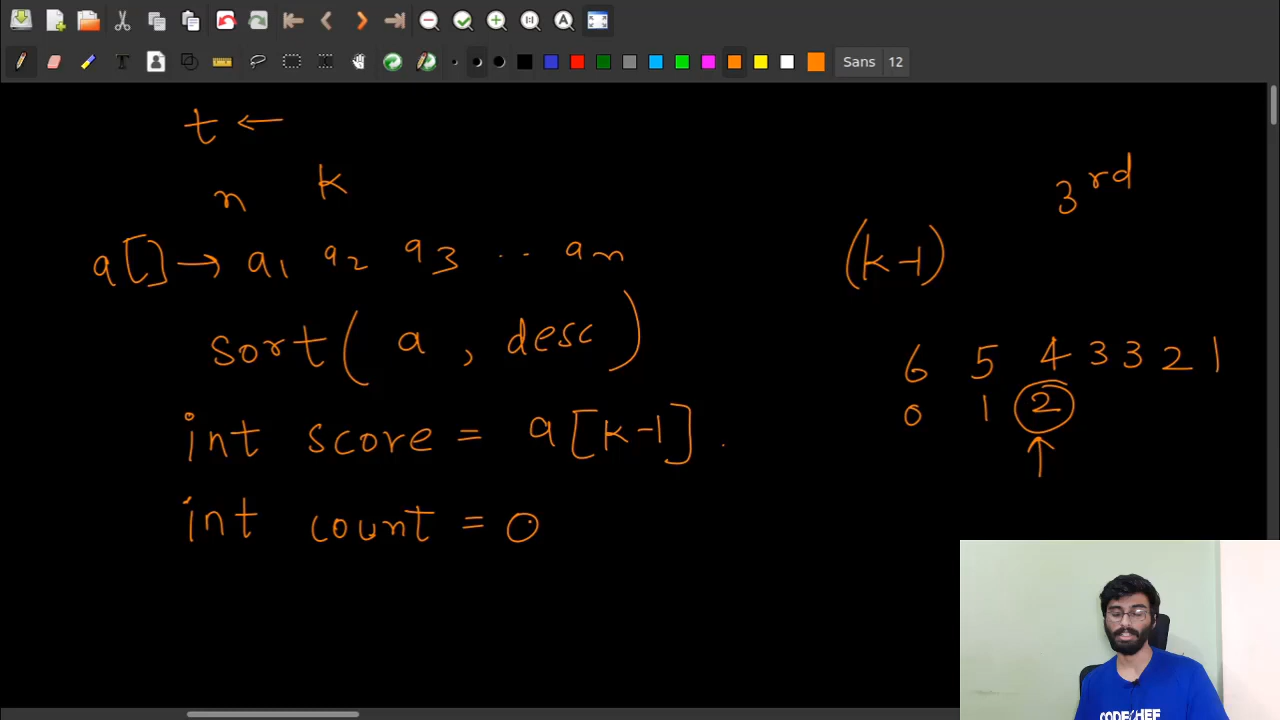 Sans 12
t ←
n k
a[] → a1 a2 a3 .. an
sort( a , desc )
int score = a[k-1] .
int count = 0
3rd
(k-1)
6 5 4 3 3 2 1
0 1 2
↑
CODECHEF